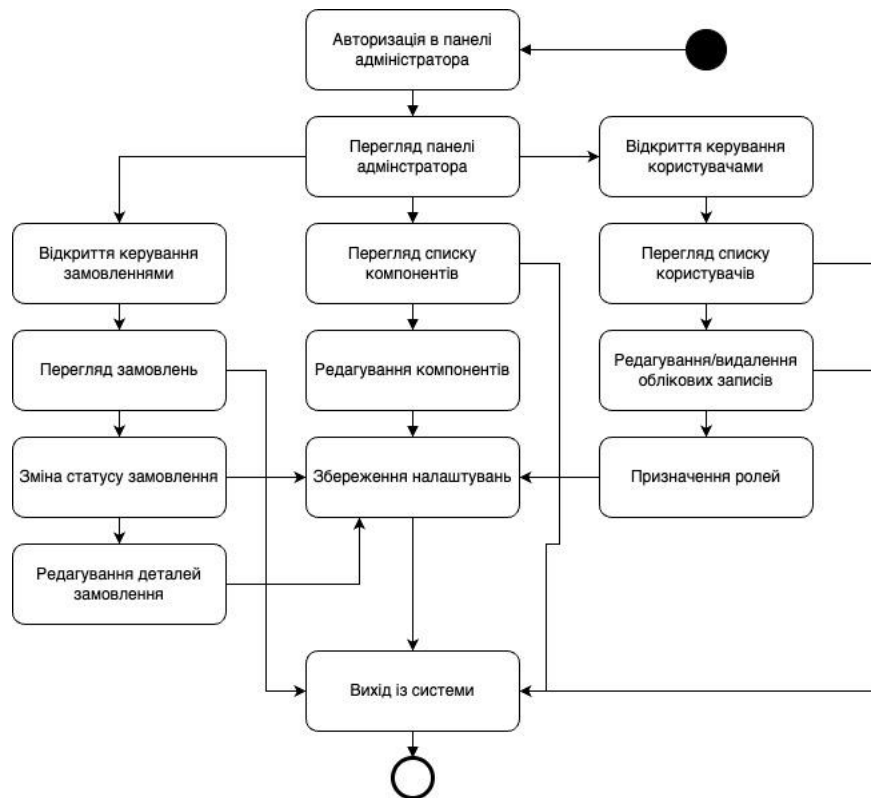 Авторизація в панелі
адміністратора
Перегляд панелі
адмінстратора
Відкриття керування
користувачами
Відкриття керування
замовленнями
Перегляд списку
компонентів
Перегляд списку
користувачів
Перегляд замовлень
Редагування компонентів
Редагування/видалення
облікових записів
Зміна статусу замовлення
Збереження налаштувань
Призначення ролей
Редагування деталей
замовлення
Вихід із системи